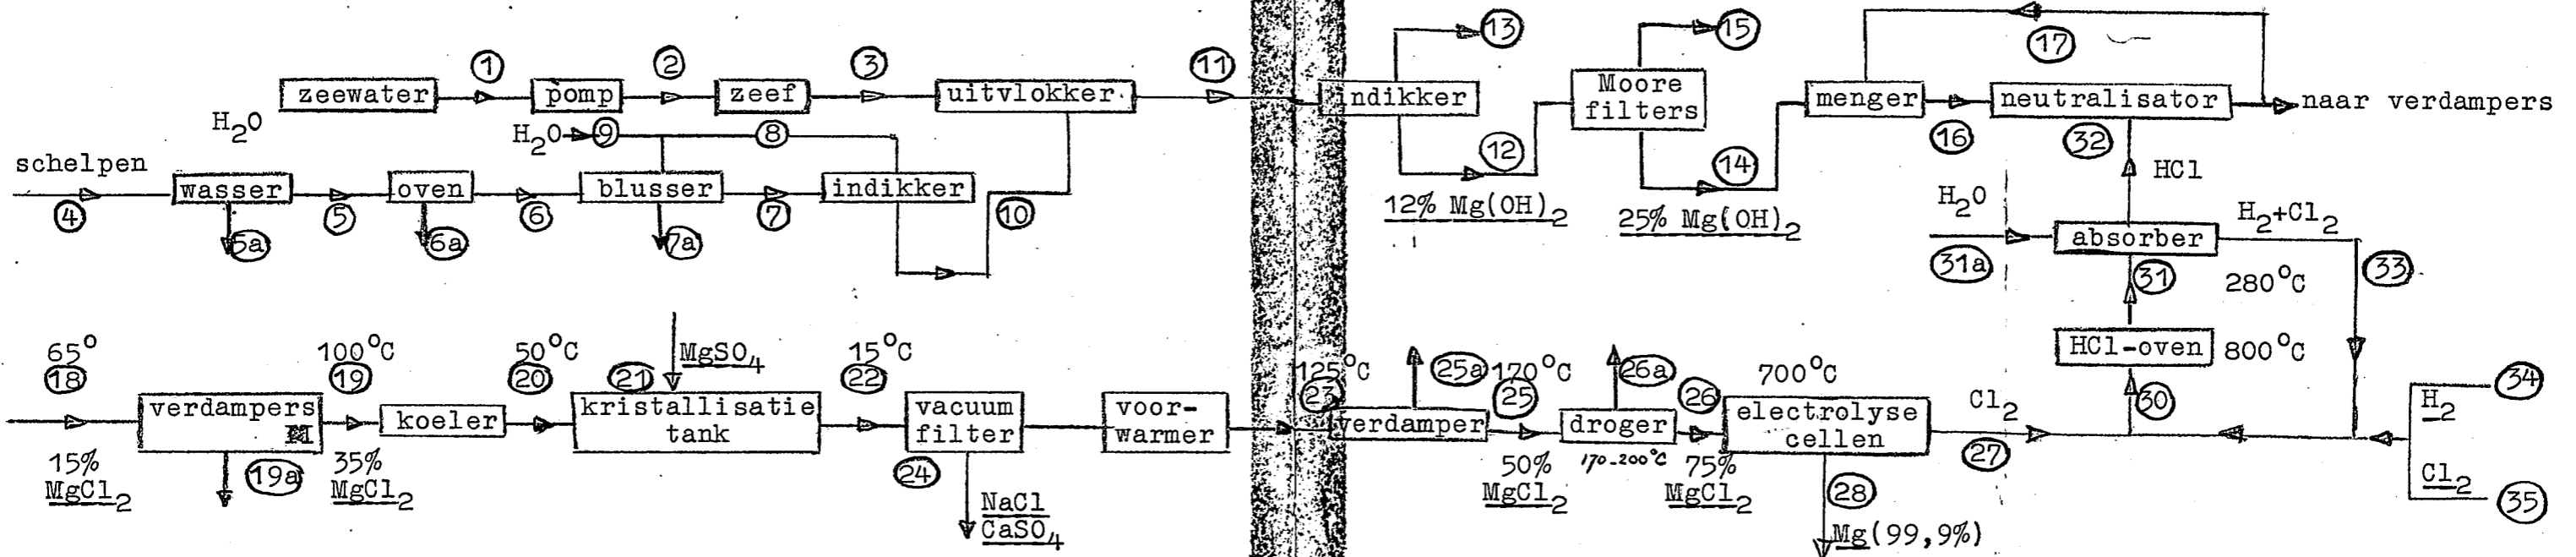 1 2 3 11
zeewater pomp zeef uitvlokker
H2O
H2O 9 8
schelpen
wasser oven blusser indikker
4 5 6 7 10
5a 6a 7a
13 15 17
ndikker
Moore
filters
menger neutralisator naar verdampers
12 14 16 32
12% Mg(OH)2
25% Mg(OH)2
HCl
H2O
H2+Cl2
absorber
31a 31 33
280°C
HCl-oven 800°C
30
65° 100°C 50°C MgSO4 15°C
18 19 20 21 22
verdampers
koeler
kristallisatie
tank
vacuum
filter
voor-
warmer
15%
MgCl2
19a
35%
MgCl2
24
NaCl
CaSO4
125°C 25a 170°C 26a 700°C
23 25 26
verdamper droger
electrolyse
cellen
Cl2
27
50%
MgCl2
170-200°C
75%
MgCl2
28
Mg(99,9%)
34
H2
Cl2
35